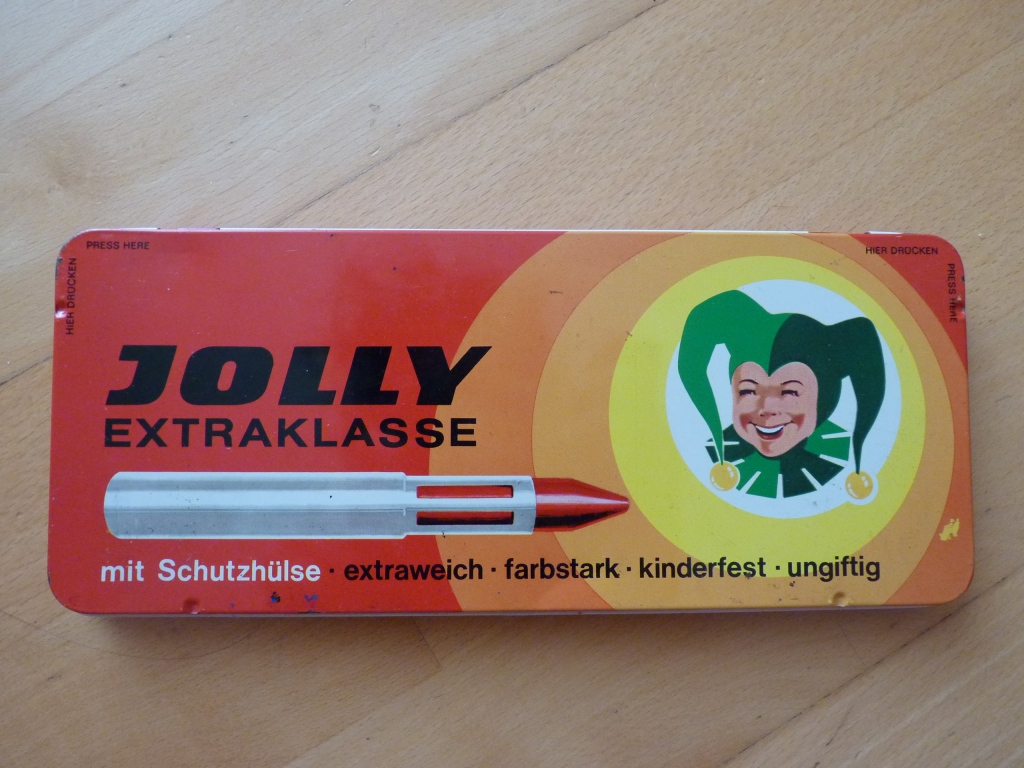 PRESS HERE
HIER DRÜCKEN
HIER DRÜCKEN
PRESS HERE
JOLLY
EXTRAKLASSE
mit Schutzhülse · extraweich · farbstark · kinderfest · ungiftig